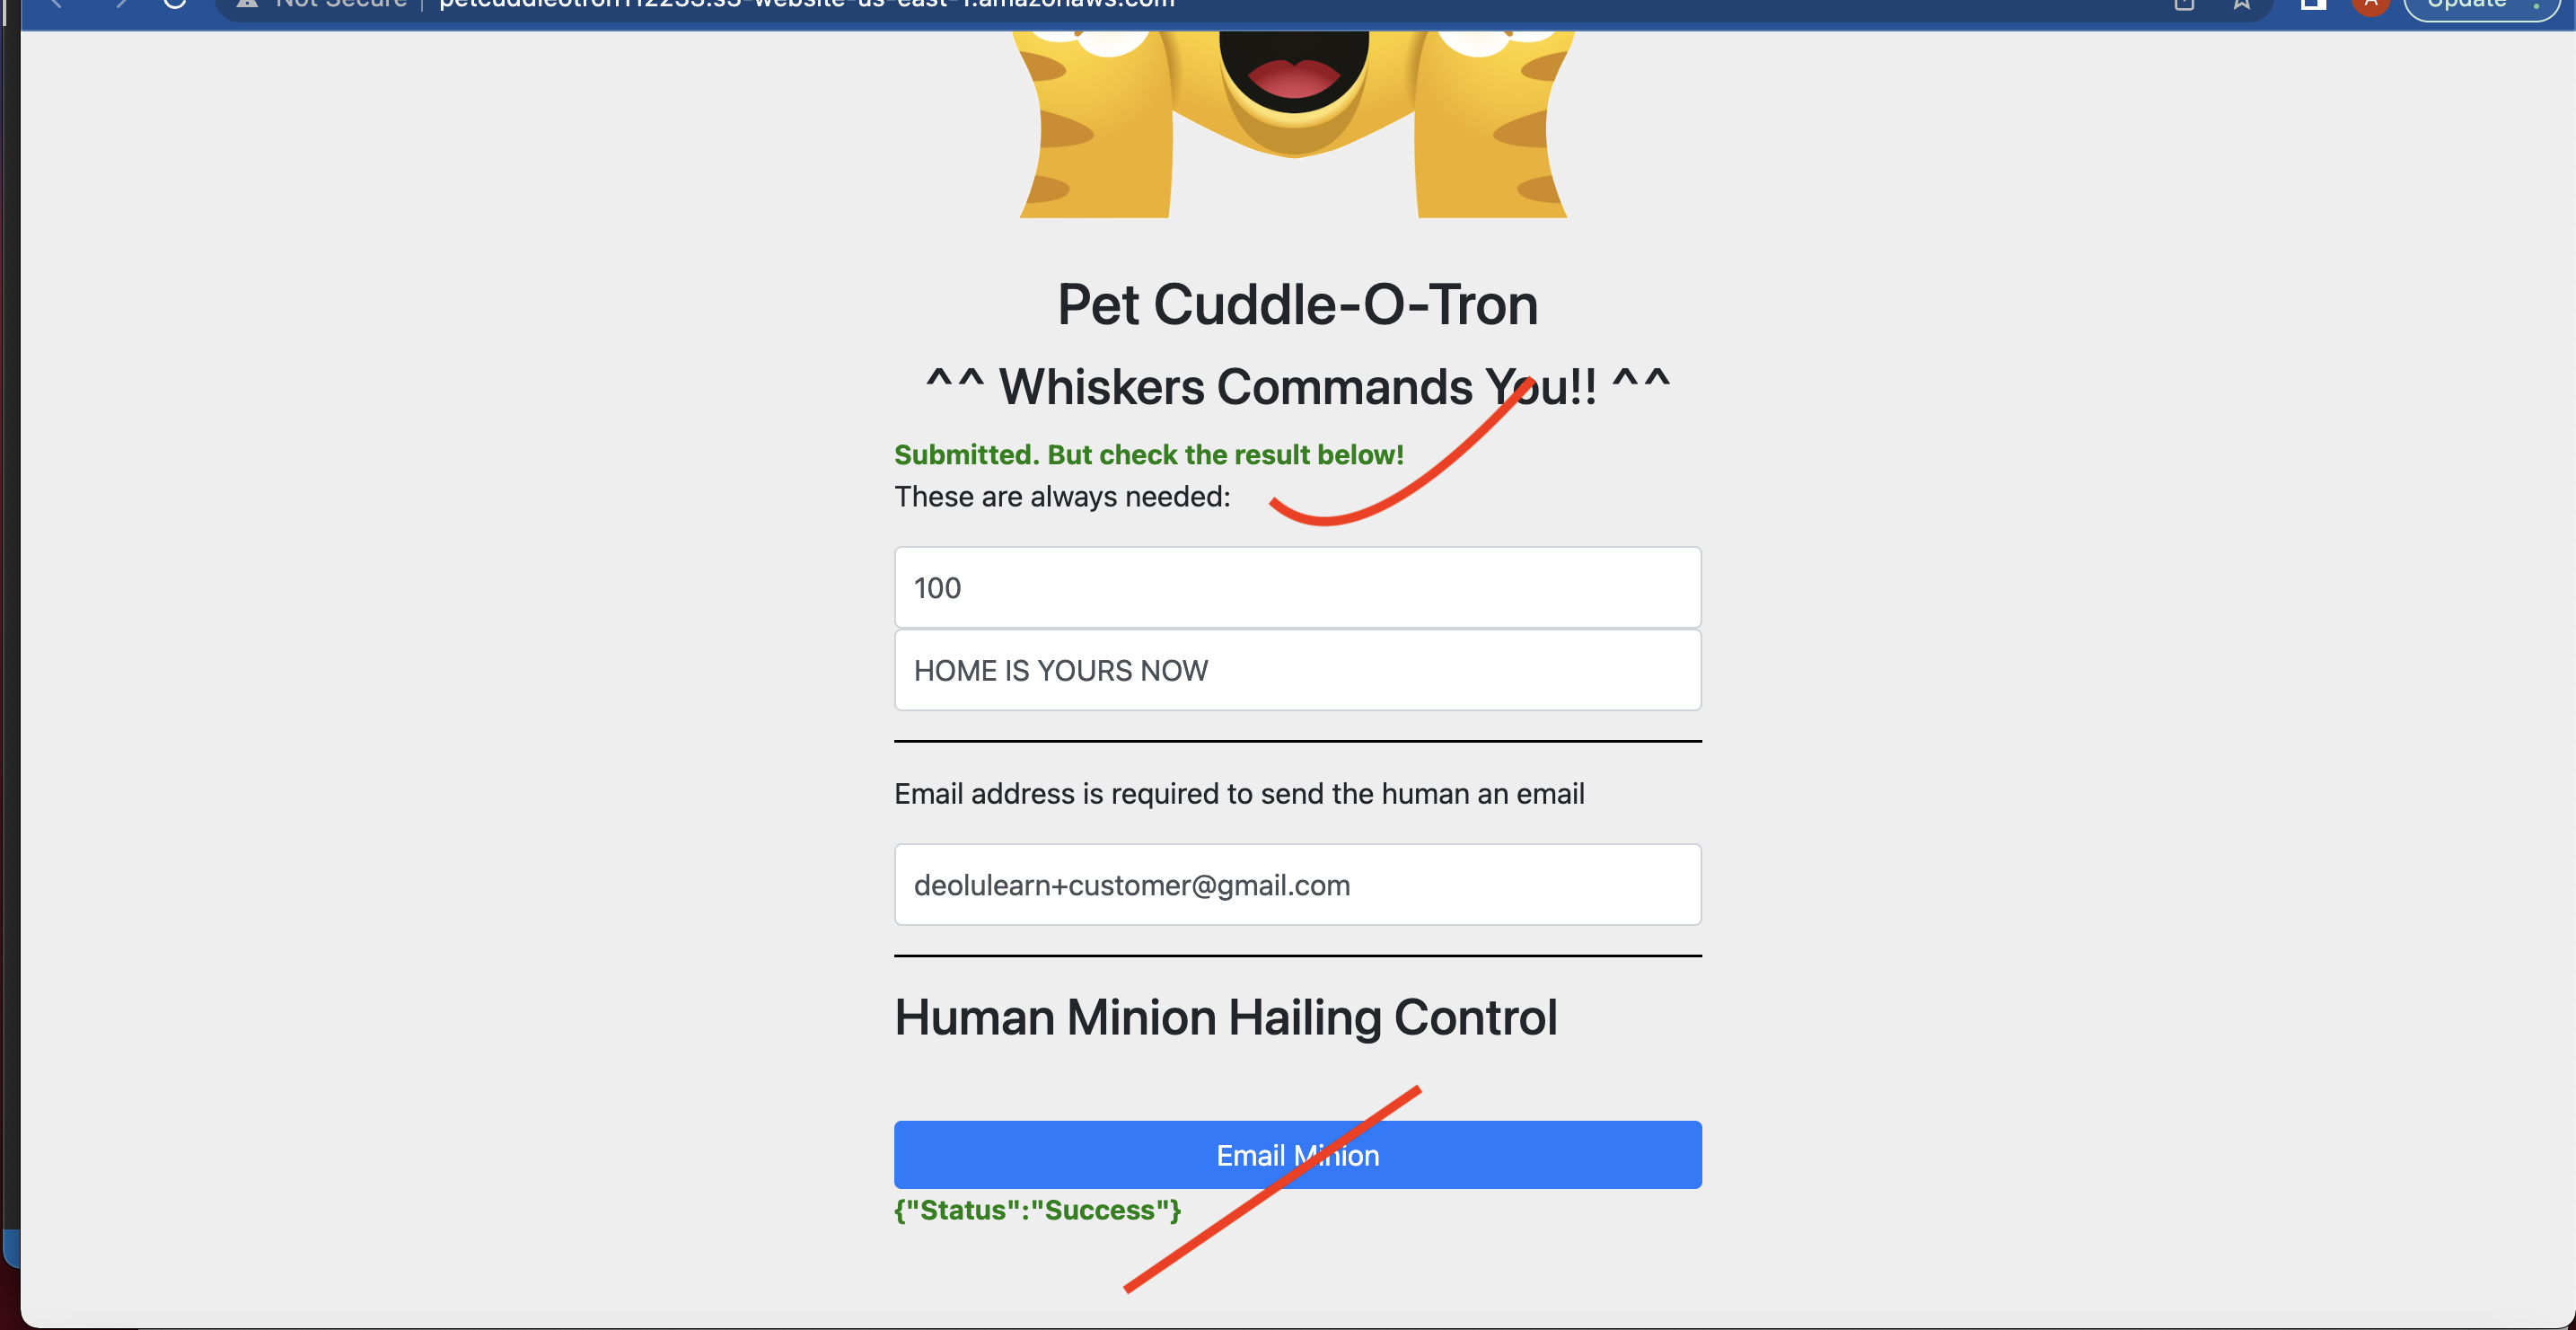 Not Secure | petcuddleotron112233.s3-website-us-east-1.amazonaws.com
A
Update
Pet Cuddle-O-Tron
^^ Whiskers Commands You!! ^^
Submitted. But check the result below!
These are always needed:
100
HOME IS YOURS NOW
Email address is required to send the human an email
deolulearn+customer@gmail.com
Human Minion Hailing Control
Email Minion
{"Status":"Success"}